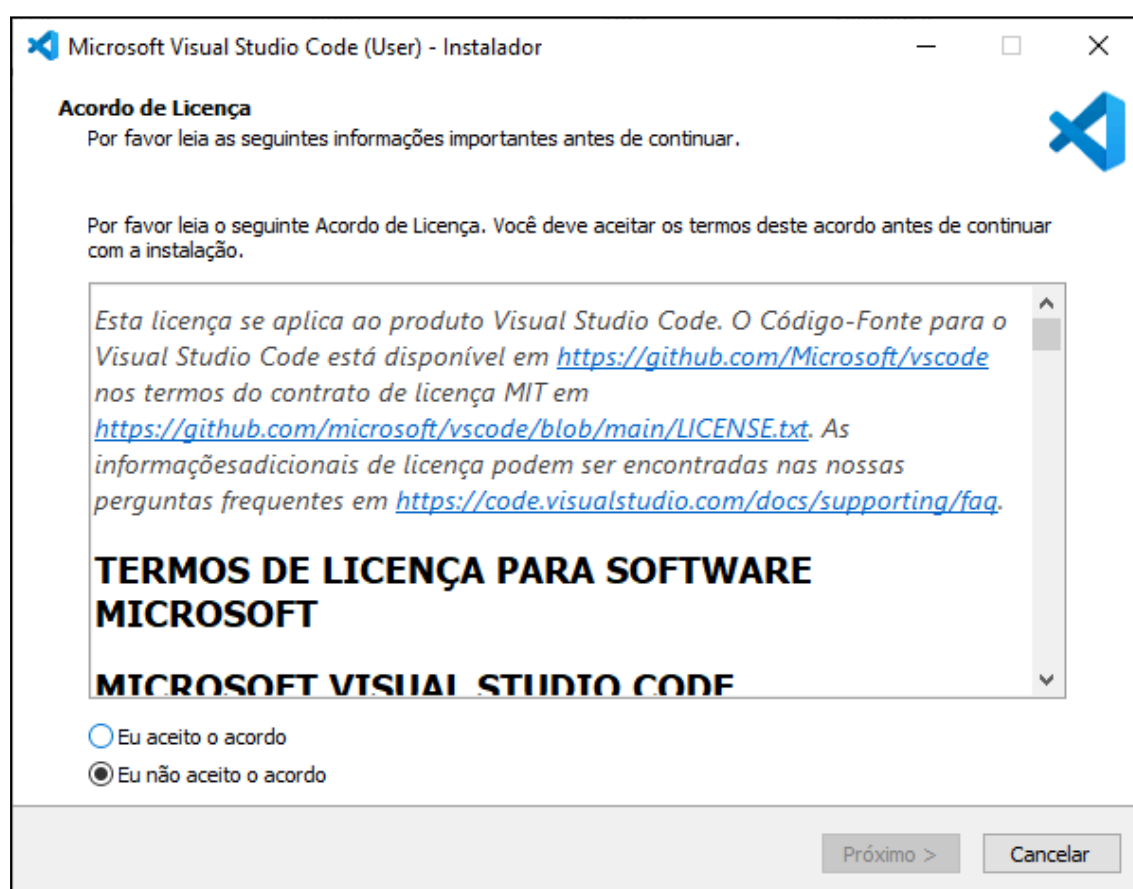 Microsoft Visual Studio Code (User) - Instalador
Acordo de Licença
Por favor leia as seguintes informações importantes antes de continuar.
Por favor leia o seguinte Acordo de Licença. Você deve aceitar os termos deste acordo antes de continuar
com a instalação.
Esta licença se aplica ao produto Visual Studio Code. O Código-Fonte para o
Visual Studio Code está disponível em https://github.com/Microsoft/vscode
nos termos do contrato de licença MIT em
https://github.com/microsoft/vscode/blob/main/LICENSE.txt. As
informaçõesadicionais de licença podem ser encontradas nas nossas
perguntas frequentes em https://code.visualstudio.com/docs/supporting/faq.
TERMOS DE LICENÇA PARA SOFTWARE
MICROSOFT
MICROSOFT VISUAL STUDIO CODE
Eu aceito o acordo
Eu não aceito o acordo
Próximo >
Cancelar